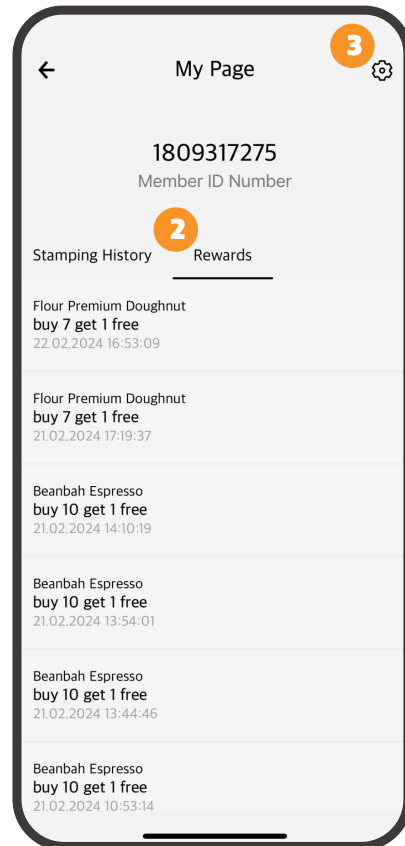 3
My Page
1809317275
Member ID Number
2
Stamping History Rewards
Flour Premium Doughnut
buy 7 get 1 free
22.02.2024 16:53:09
Flour Premium Doughnut
buy 7 get 1 free
21.02.2024 17:19:37
Beanbah Espresso
buy 10 get 1 free
21.02.2024 14:10:19
Beanbah Espresso
buy 10 get 1 free
21.02.2024 13:54:01
Beanbah Espresso
buy 10 get 1 free
21.02.2024 13:44:46
Beanbah Espresso
buy 10 get 1 free
21.02.2024 10:53:14